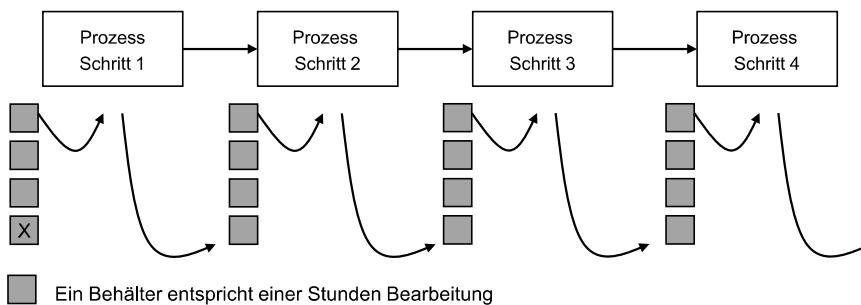 Prozess
Schritt 1
Prozess
Schritt 2
Prozess
Schritt 3
Prozess
Schritt 4
X
Ein Behälter entspricht einer Stunden Bearbeitung